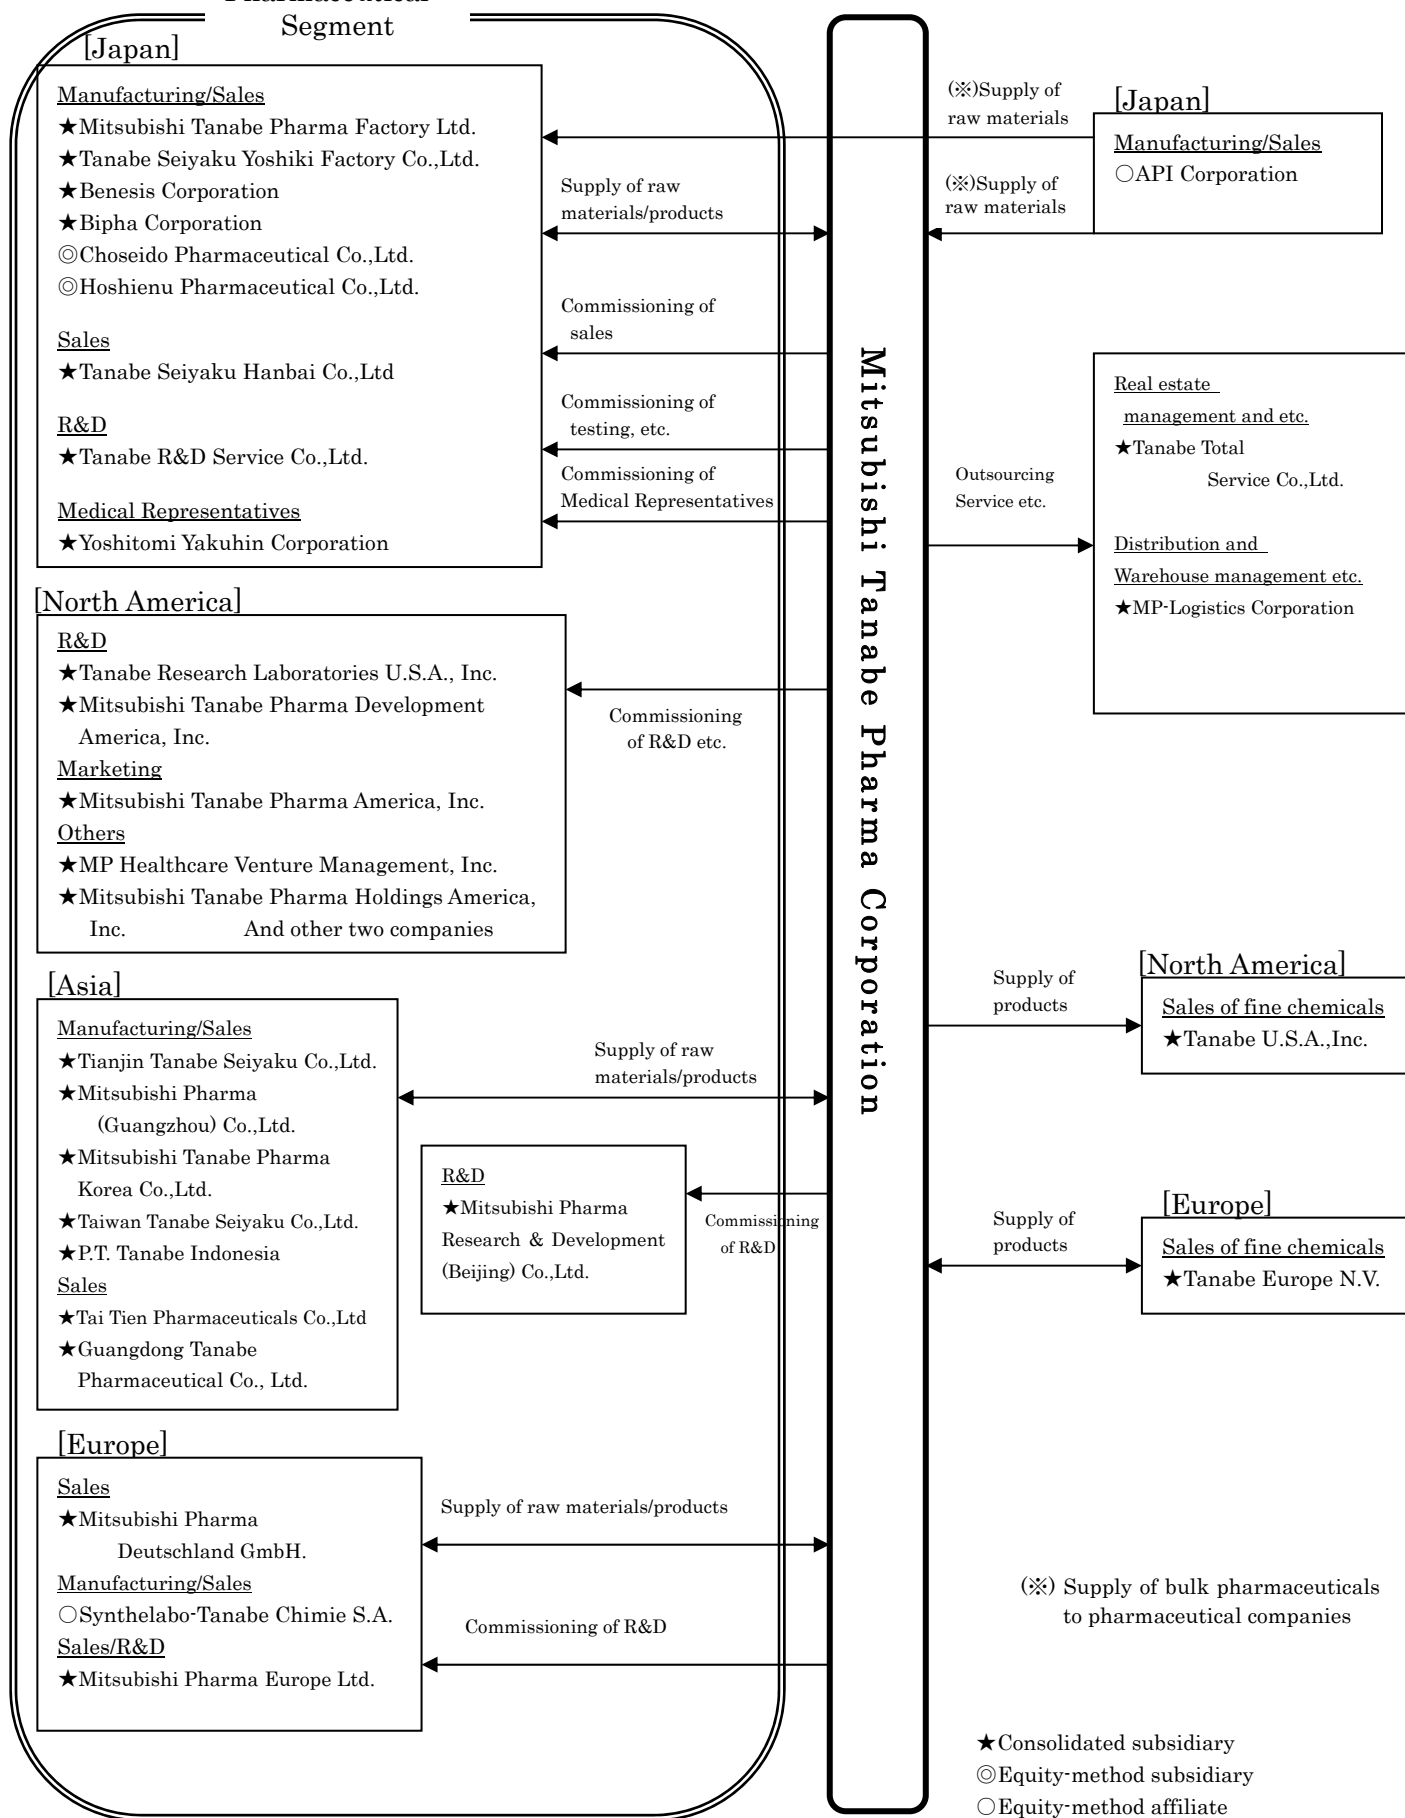 Segment
[Japan]
Manufacturing/Sales
★Mitsubishi Tanabe Pharma Factory Ltd.
★Tanabe Seiyaku Yoshiki Factory Co.,Ltd.
★Benesis Corporation
★Bipha Corporation
◎Choseido Pharmaceutical Co.,Ltd.
◎Hoshienu Pharmaceutical Co.,Ltd.
Sales
★Tanabe Seiyaku Hanbai Co.,Ltd
R&D
★Tanabe R&D Service Co.,Ltd.
Medical Representatives
★Yoshitomi Yakuhin Corporation
Supply of raw
materials/products
Commissioning of
sales
Commissioning of
testing, etc.
Commissioning of
Medical Representatives
[North America]
R&D
★Tanabe Research Laboratories U.S.A., Inc.
★Mitsubishi Tanabe Pharma Development
America, Inc.
Marketing
★Mitsubishi Tanabe Pharma America, Inc.
Others
★MP Healthcare Venture Management, Inc.
★Mitsubishi Tanabe Pharma Holdings America,
Inc. And other two companies
Commissioning
of R&D etc.
[Asia]
Manufacturing/Sales
★Tianjin Tanabe Seiyaku Co.,Ltd.
★Mitsubishi Pharma
(Guangzhou) Co.,Ltd.
★Mitsubishi Tanabe Pharma
Korea Co.,Ltd.
★Taiwan Tanabe Seiyaku Co.,Ltd.
★P.T. Tanabe Indonesia
Sales
★Tai Tien Pharmaceuticals Co.,Ltd
★Guangdong Tanabe
Pharmaceutical Co., Ltd.
Supply of raw
materials/products
R&D
★Mitsubishi Pharma
Research & Development
(Beijing) Co.,Ltd.
Commissioning
of R&D
[Europe]
Sales
★Mitsubishi Pharma
Deutschland GmbH.
Manufacturing/Sales
○Synthelabo-Tanabe Chimie S.A.
Sales/R&D
★Mitsubishi Pharma Europe Ltd.
Supply of raw materials/products
Commissioning of R&D
Mitsubishi Tanabe Pharma Corporation
(※)Supply of
raw materials
(※)Supply of
raw materials
[Japan]
Manufacturing/Sales
○API Corporation
Outsourcing
Service etc.
Real estate
management and etc.
★Tanabe Total
Service Co.,Ltd.
Distribution and
Warehouse management etc.
★MP-Logistics Corporation
Supply of
products
[North America]
Sales of fine chemicals
★Tanabe U.S.A.,Inc.
Supply of
products
[Europe]
Sales of fine chemicals
★Tanabe Europe N.V.
(※) Supply of bulk pharmaceuticals
to pharmaceutical companies
★Consolidated subsidiary
◎Equity-method subsidiary
○Equity-method affiliate